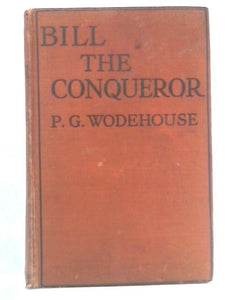 BILL
THE
CONQUEROR
P. G. WODEHOUSE